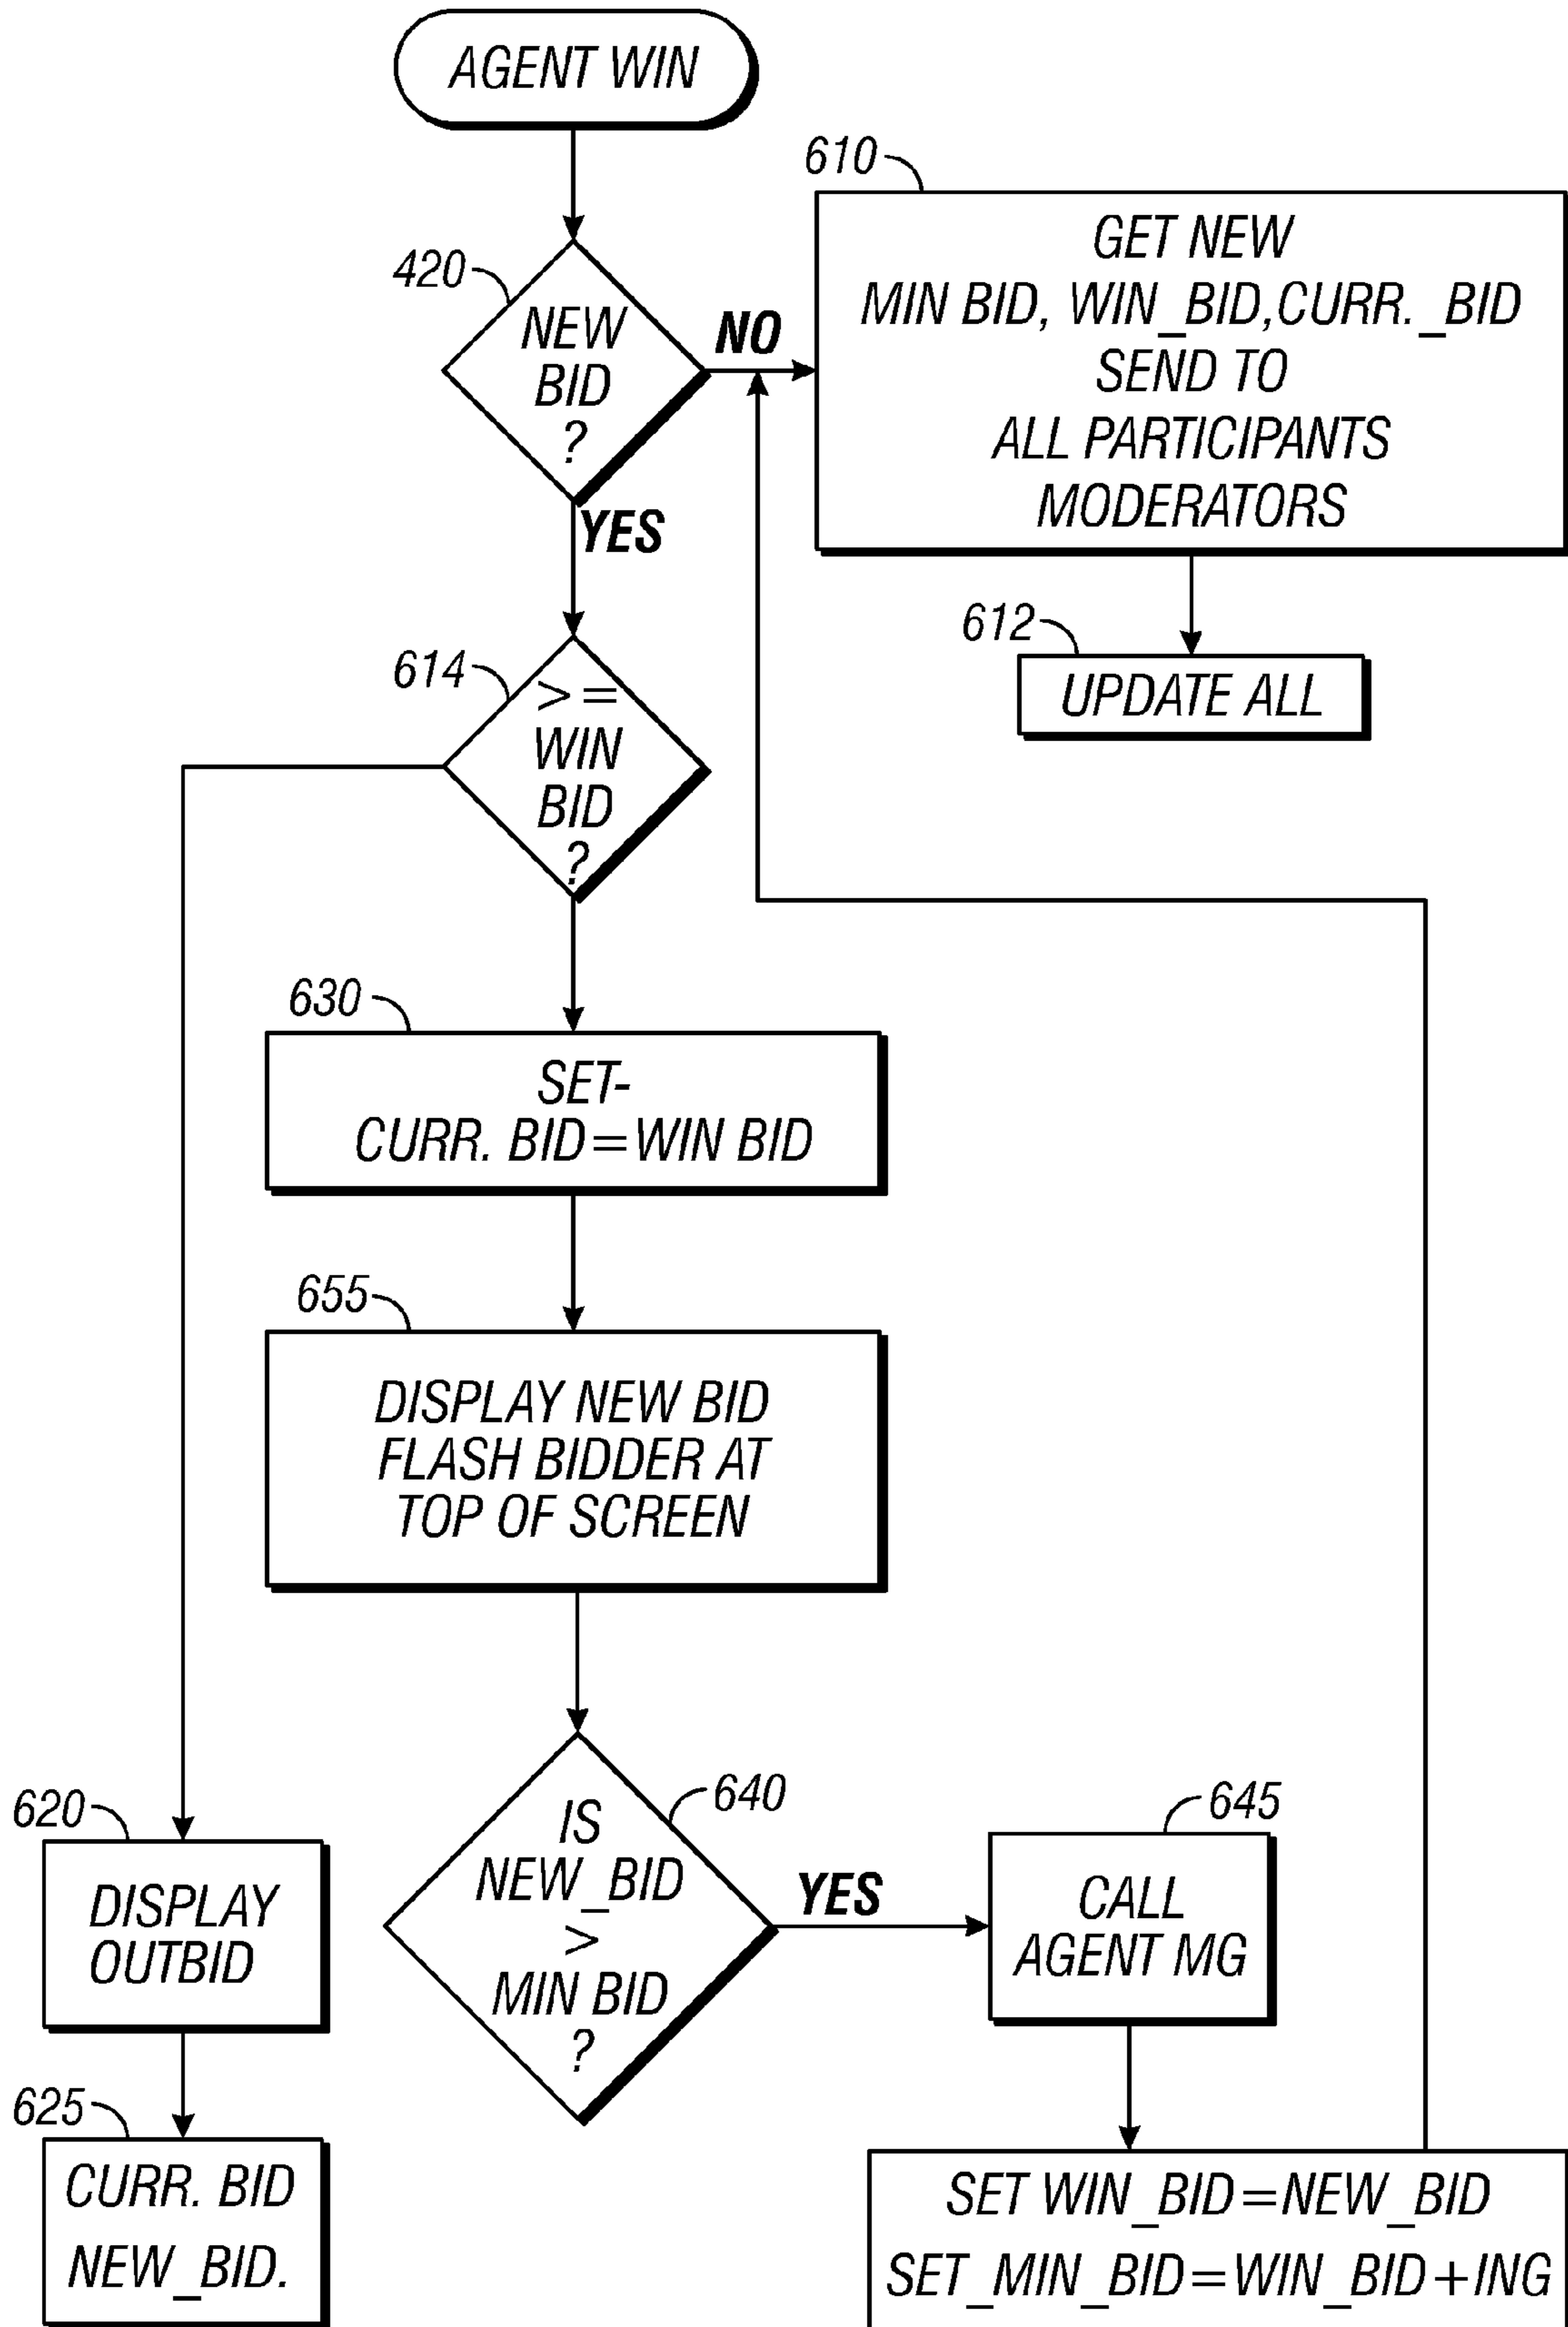 AGENT WIN
610
GET NEW
MIN BID, WIN_BID,CURR._BID
SEND TO
ALL PARTICIPANTS
MODERATORS
420
NEW
BID
?
NO
YES
612
UPDATE ALL
614
>=
WIN
BID
?
630
SET-
CURR. BID=WIN BID
655
DISPLAY NEW BID
FLASH BIDDER AT
TOP OF SCREEN
620
DISPLAY
OUTBID
640
IS
NEW_BID
>
MIN BID
?
YES
645
CALL
AGENT MG
625
CURR. BID
NEW_BID.
SET WIN_BID=NEW_BID
SET_MIN_BID=WIN_BID+ING